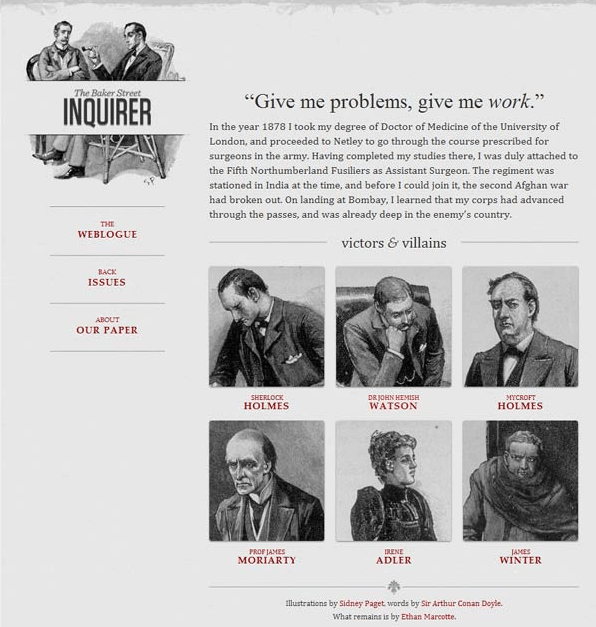 The Baker Street
INQUIRER
THE
WEBLOGUE
BACK
ISSUES
ABOUT
OUR PAPER
“Give me problems, give me work.”
In the year 1878 I took my degree of Doctor of Medicine of the University of
London, and proceeded to Netley to go through the course prescribed for
surgeons in the army. Having completed my studies there, I was duly attached to
the Fifth Northumberland Fusiliers as Assistant Surgeon. The regiment was
stationed in India at the time, and before I could join it, the second Afghan war
had broken out. On landing at Bombay, I learned that my corps had advanced
through the passes, and was already deep in the enemy’s country.
victors & villains
SHERLOCK
HOLMES
DR JOHN HEMISH
WATSON
MYCROFT
HOLMES
PROF JAMES
MORIARTY
IRENE
ADLER
JAMES
WINTER
Illustrations by Sidney Paget, words by Sir Arthur Conan Doyle.
What remains is by Ethan Marcotte.